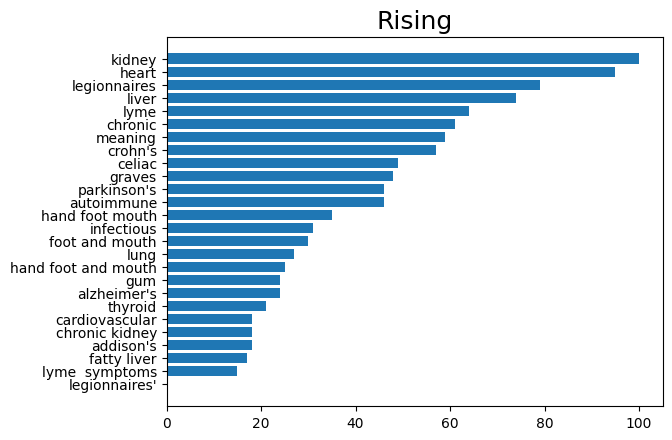 Rising
kidney
heart
legionnaires
liver
lyme
chronic
meaning
crohn's
celiac
graves
parkinson's
autoimmune
hand foot mouth
infectious
foot and mouth
lung
hand foot and mouth
gum
alzheimer's
thyroid
cardiovascular
chronic kidney
addison's
fatty liver
lyme  symptoms
legionnaires'
0 20 40 60 80 100